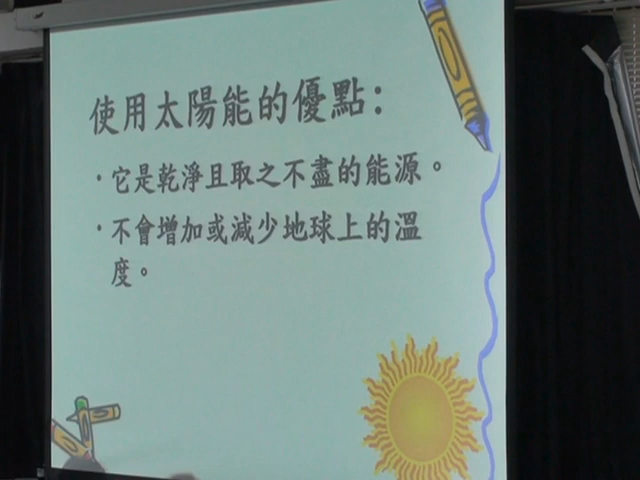 使用太陽能的優點：
·它是乾淨且取之不盡的能源。
·不會增加或減少地球上的溫
度。